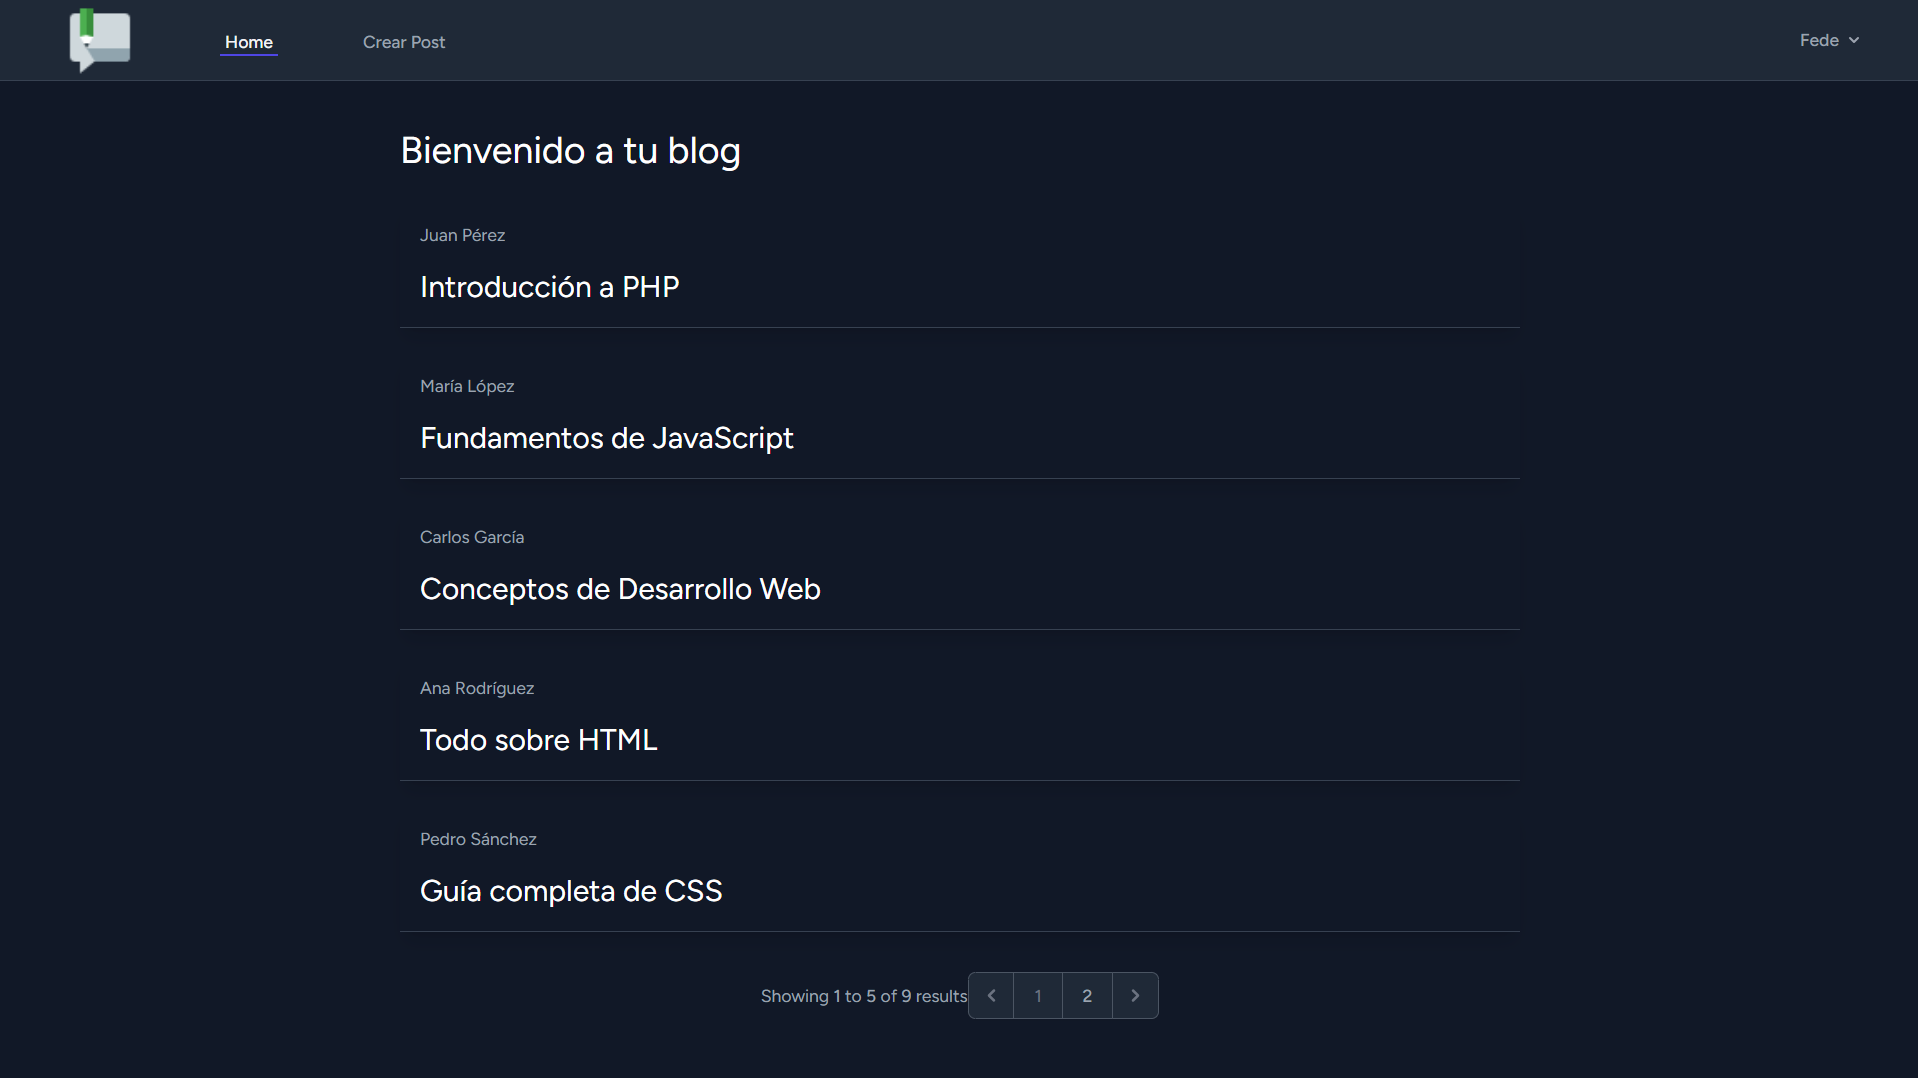 Home
Crear Post
Fede
Bienvenido a tu blog
Juan Pérez
Introducción a PHP
María López
Fundamentos de JavaScript
Carlos García
Conceptos de Desarrollo Web
Ana Rodríguez
Todo sobre HTML
Pedro Sánchez
Guía completa de CSS
Showing 1 to 5 of 9 results
1
2